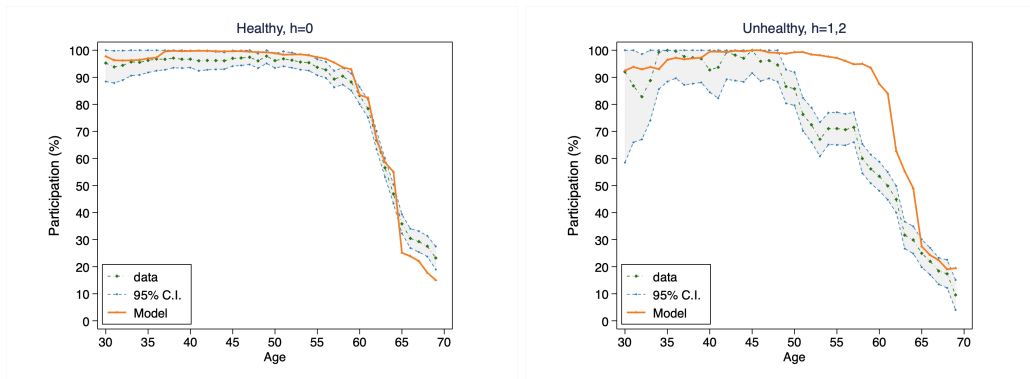 Healthy, h=0
Participation (%)
100
90
80
70
60
50
40
30
20
10
0
data
95% C.I.
Model
30 35 40 45 50 55 60 65 70
Age
Unhealthy, h=1,2
Participation (%)
100
90
80
70
60
50
40
30
20
10
0
data
95% C.I.
Model
30 35 40 45 50 55 60 65 70
Age